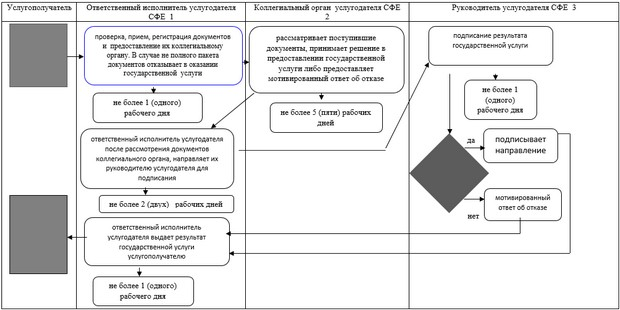 Услугополучатель
Ответственный исполнитель услугодателя
СФЕ 1
Коллегиальный орган услугодателя СФЕ
2
Руководитель услугодателя СФЕ 3
проверка, прием, регистрация документов
и предоставление их коллегиальному
органу. В случае не полного пакета
документов отказывает в оказании
государственной услуги
не более 1 (одного)
рабочего дня
рассматривает поступившие
документы, принимает решение в
предоставлении государственной
услуги либо предоставляет
мотивированный ответ об отказе
не более 5 (пяти) рабочих
дней
подписание результата
государственной услуги
не более 1
(одного)
рабочего дня
ответственный исполнитель услугодателя
после рассмотрения документов
коллегиального органа, направляет их
руководителю услугодателя для
подписания
не более 2 (двух) рабочих дней
да
подписывает
направление
мотивированный
ответ об отказе
нет
ответственный исполнитель
услугодателя выдает результат
государственной услуги
услугополучателю
не более 1 (одного)
рабочего дня